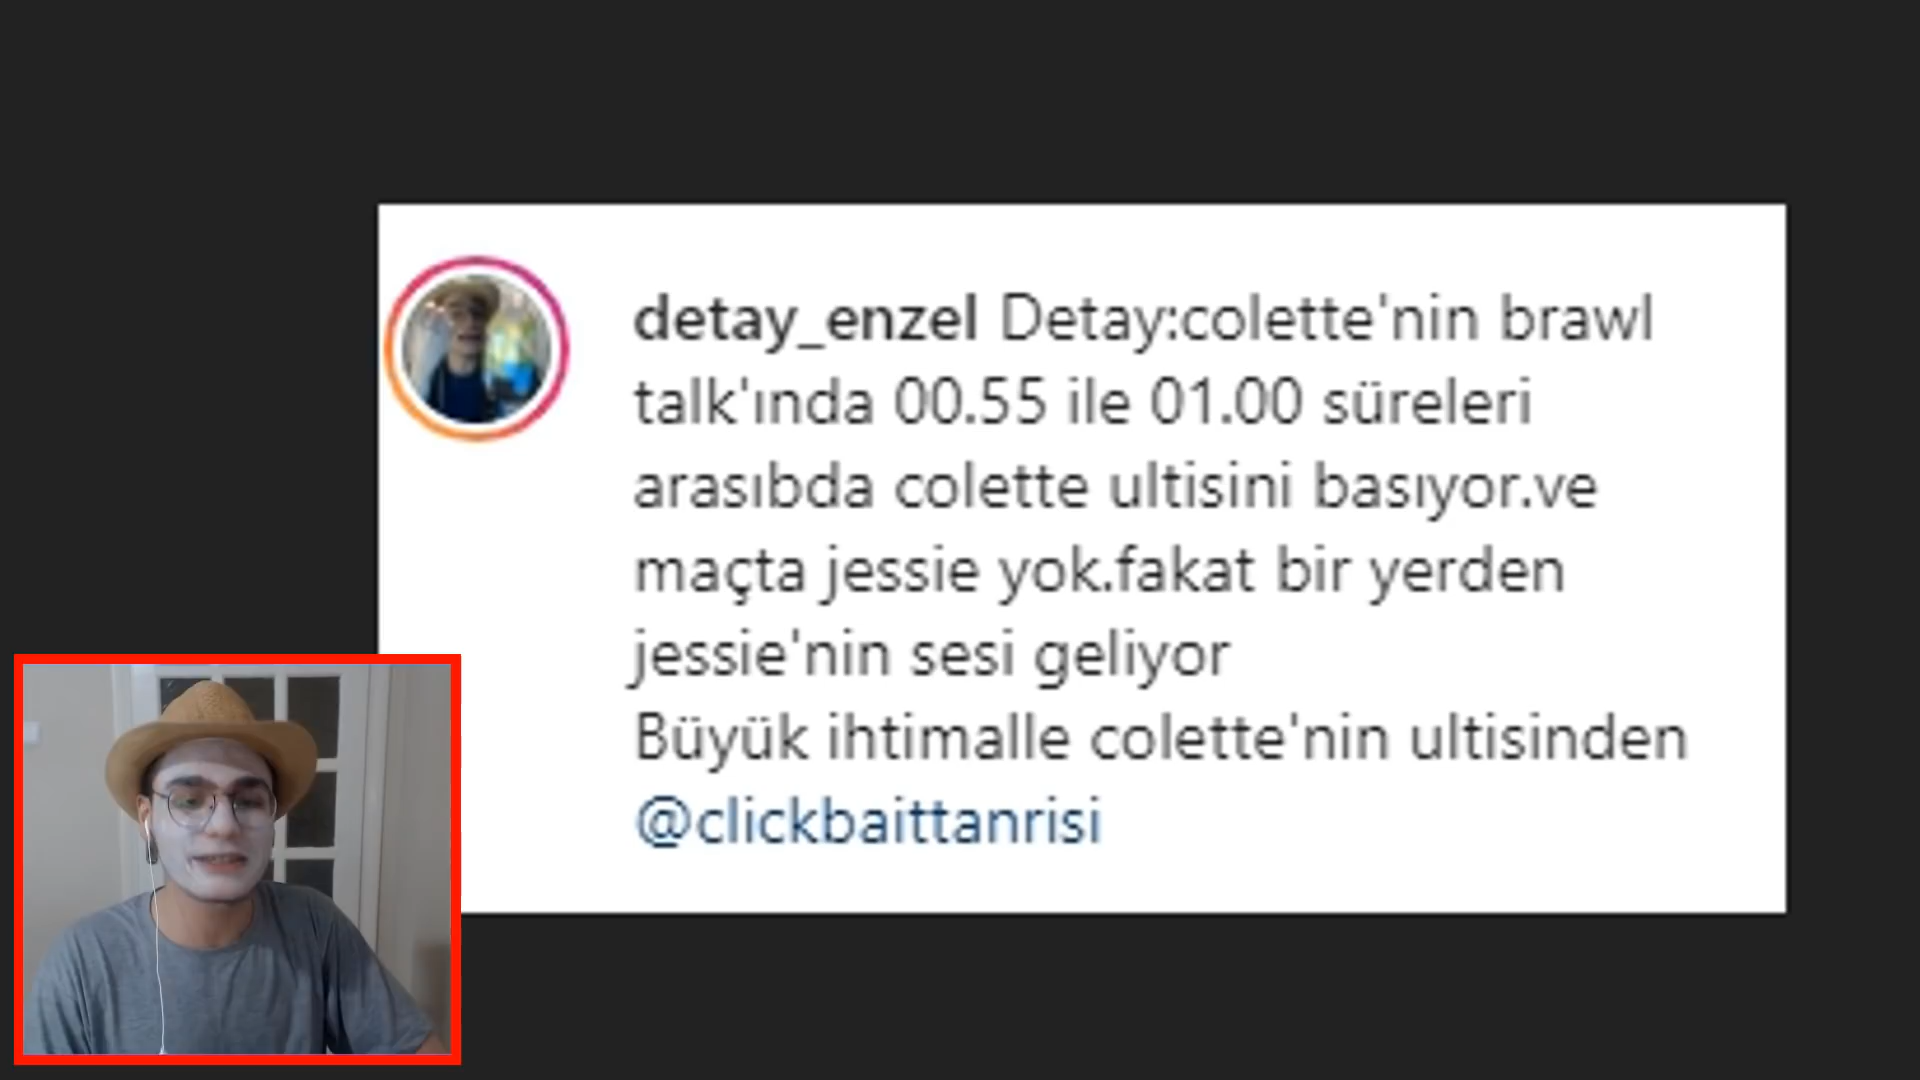 detay_enzel Detay:colette'nin brawl
talk'ında 00.55 ile 01.00 süreleri
arasıbda colette ultisini basıyor.ve
maçta jessie yok.fakat bir yerden
jessie'nin sesi geliyor
Büyük ihtimalle colette'nin ultisinden
@clickbaittanrisi